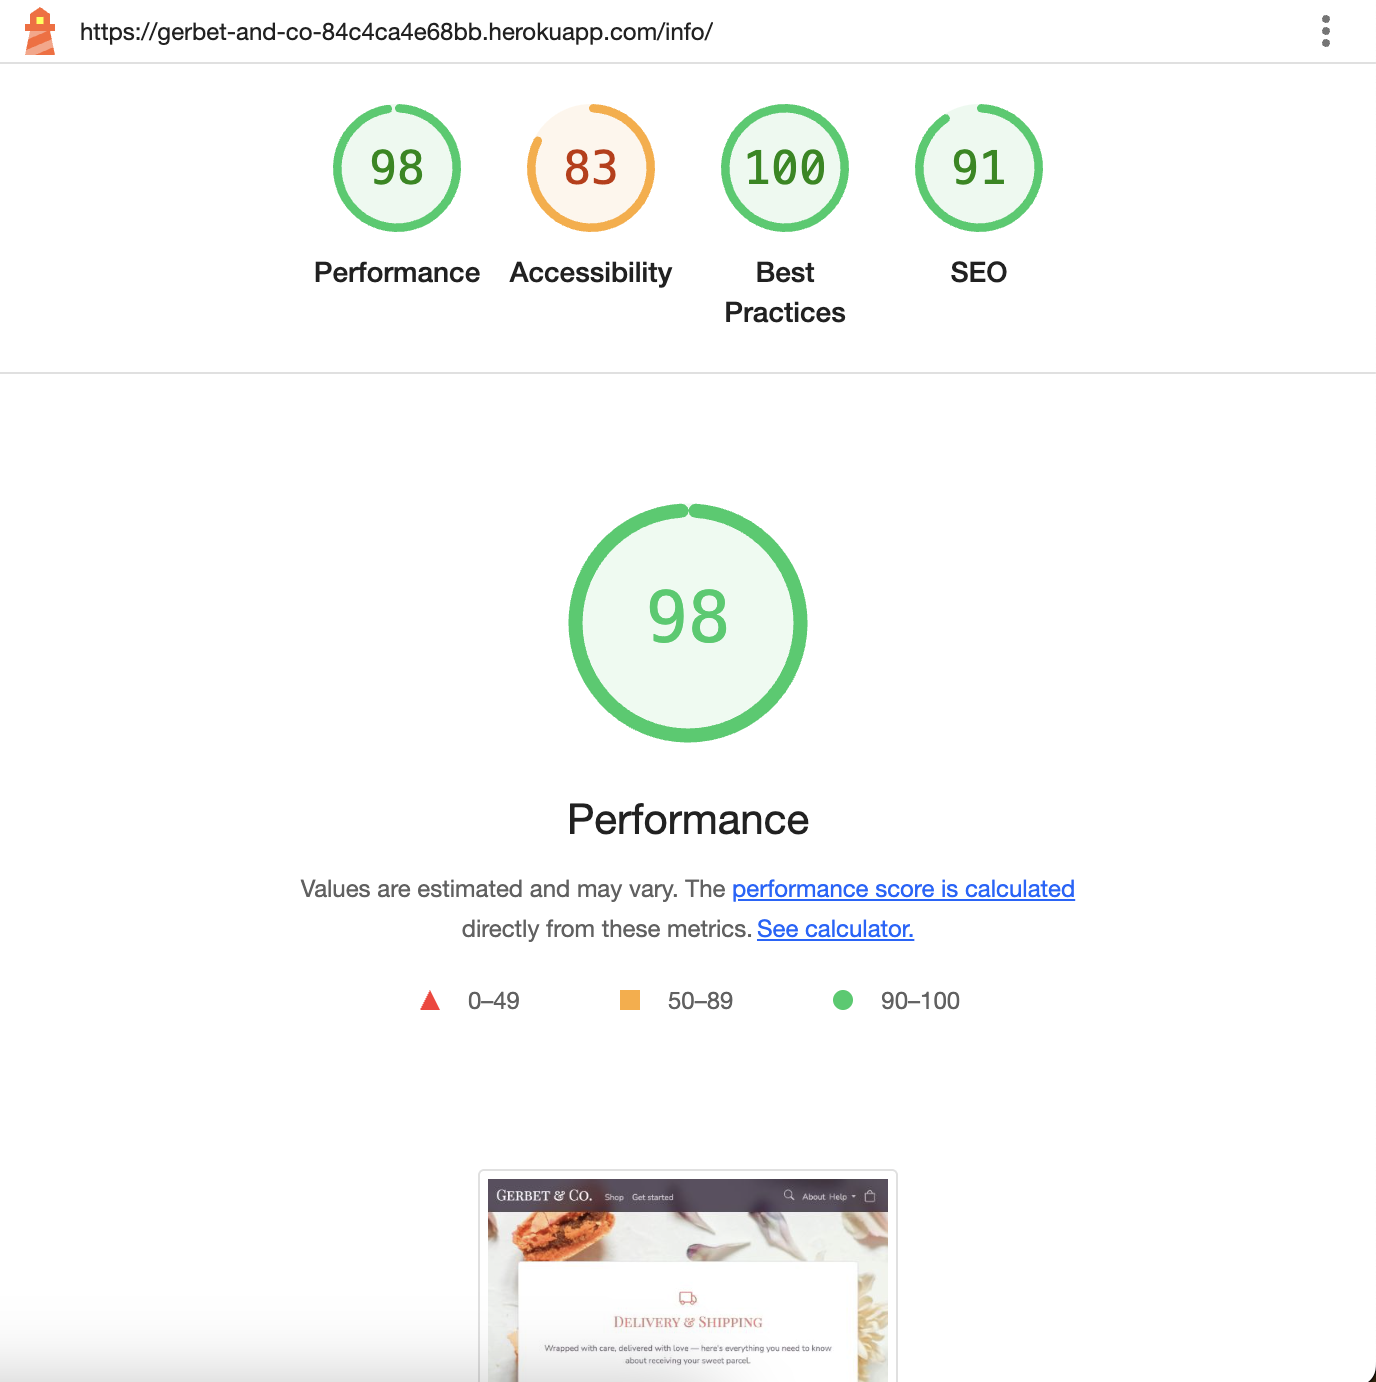 https://gerbet-and-co-84c4ca4e68bb.herokuapp.com/info/
98
83
100
91
Performance
Accessibility
Best
Practices
SEO
98
Performance
Values are estimated and may vary. The performance score is calculated
directly from these metrics. See calculator.
0–49
50–89
90–100
GERBET & CO. Shop Get started About Help
DELIVERY & SHIPPING
Wrapped with care, delivered with love — here's everything you need to know
about receiving your sweet parcel.